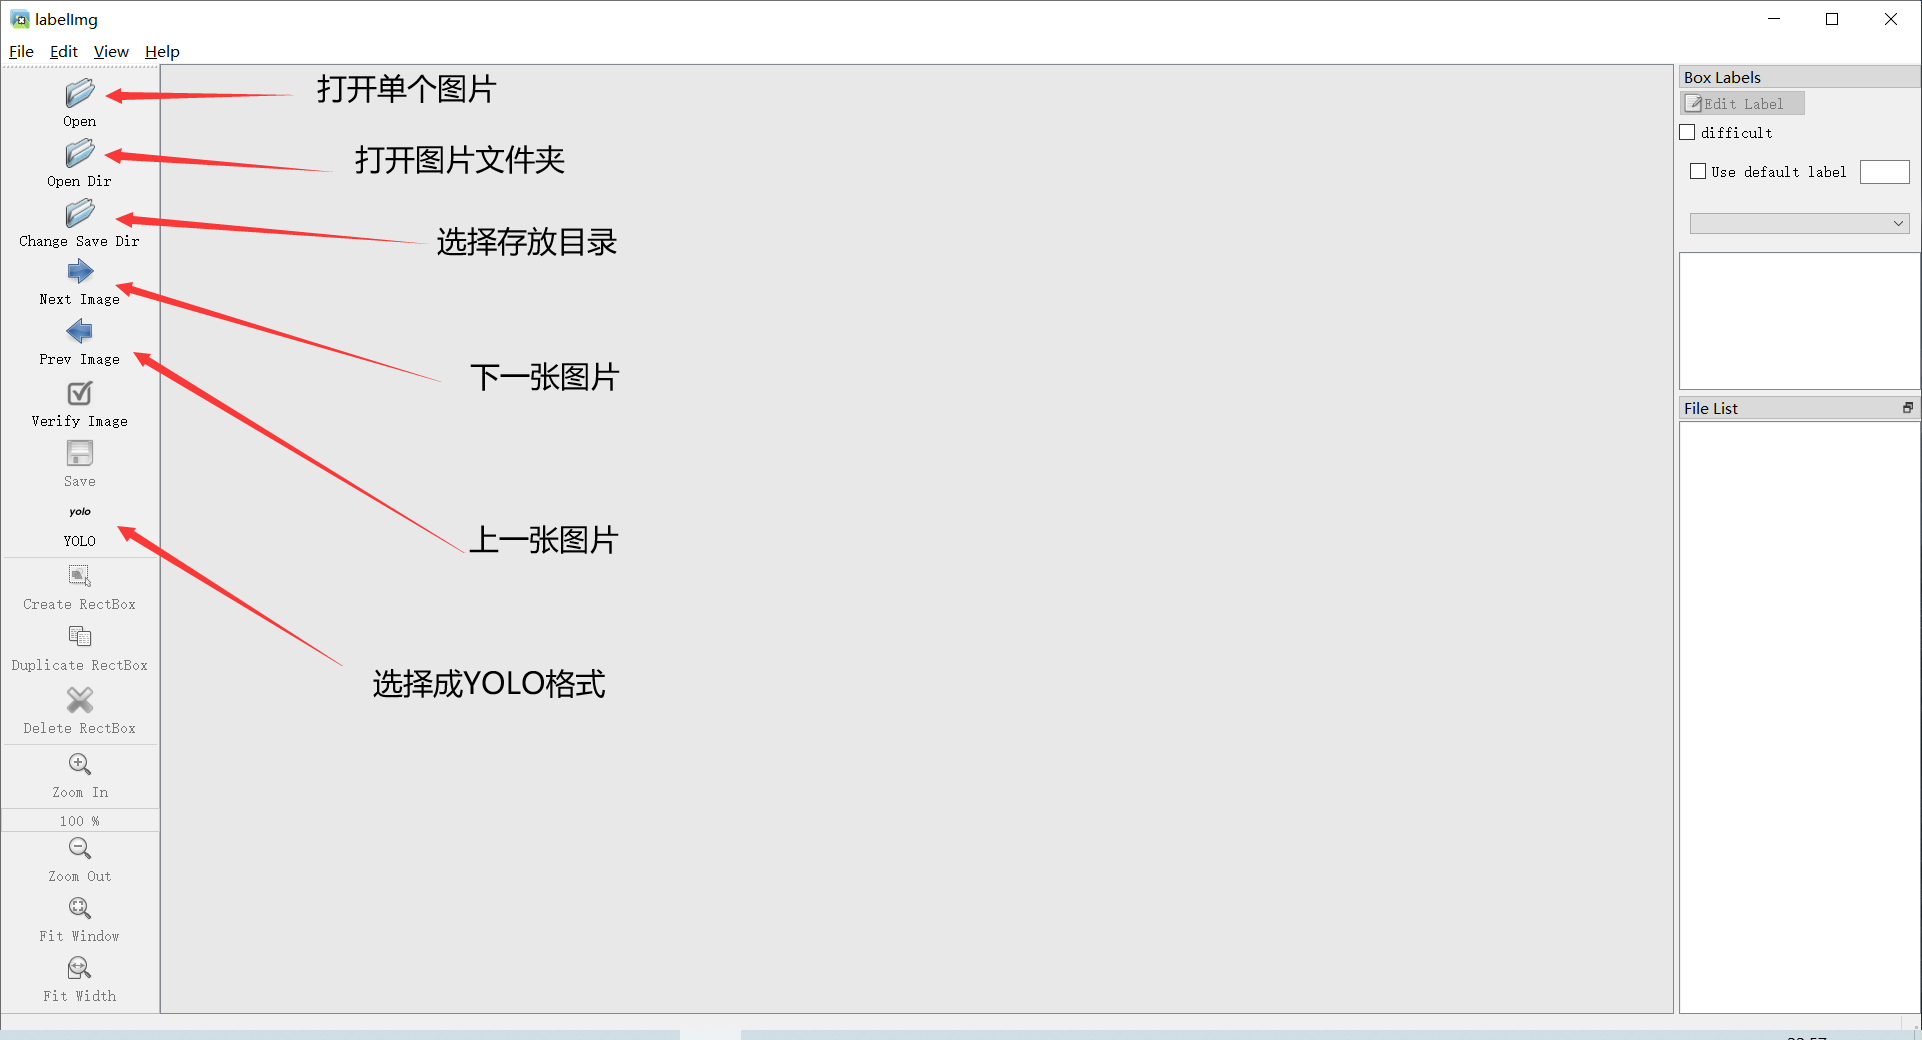 labelImg
File Edit View Help
Open
打开单个图片
Open Dir
打开图片文件夹
Change Save Dir
选择存放目录
Next Image
下一张图片
Prev Image
Verify Image
Save
上一张图片
yolo
YOLO
Create RectBox
Duplicate RectBox
选择成YOLO格式
Delete RectBox
Zoom In
100 %
Zoom Out
Fit Window
Fit Width
Box Labels
Edit Label
difficult
Use default label
File List